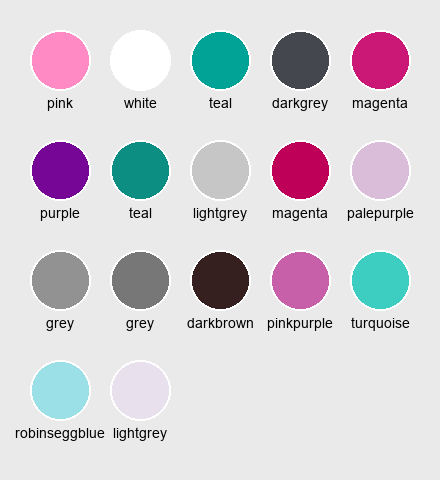 pink white teal darkgrey magenta
purple teal lightgrey magenta palepurple
grey grey darkbrown pinkpurple turquoise
robinseggblue lightgrey